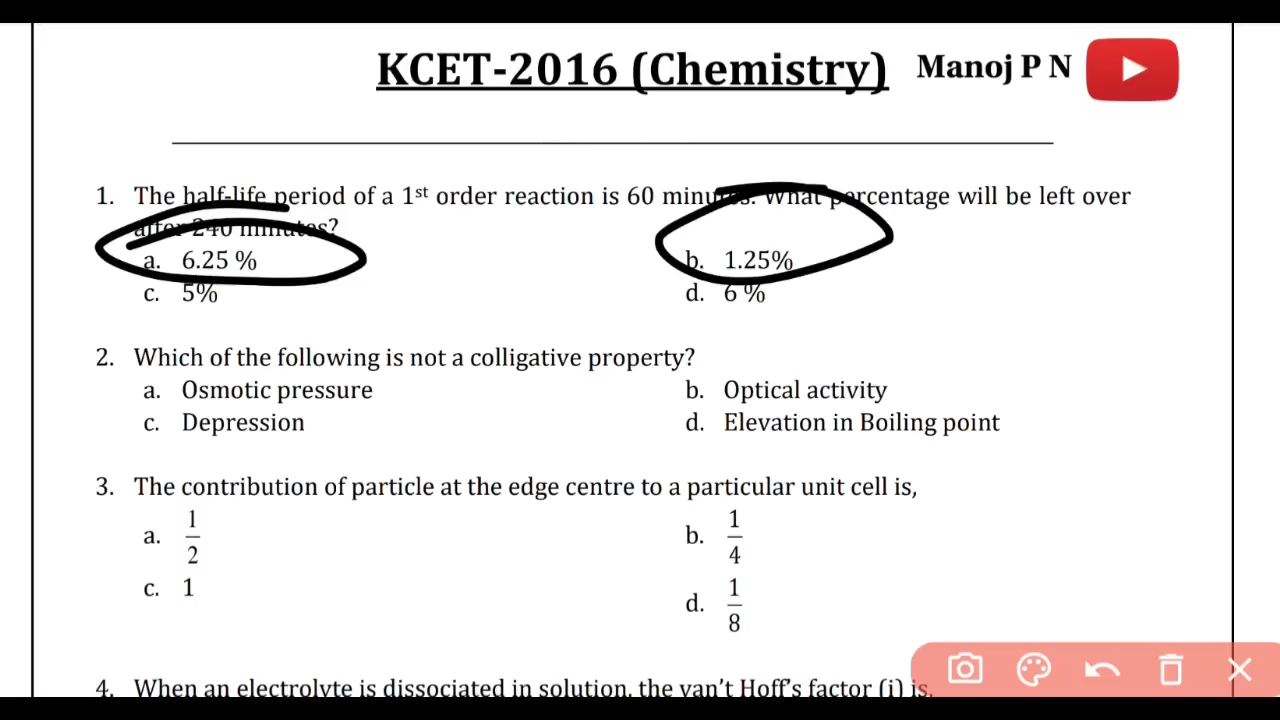 KCET-2016 (Chemistry) Manoj P N
1. The half-life period of a 1st order reaction is 60 minutes. What percentage will be left over
after 240 minutes?
a. 6.25 % b. 1.25%
c. 5% d. 6 %
2. Which of the following is not a colligative property?
a. Osmotic pressure b. Optical activity
c. Depression d. Elevation in Boiling point
3. The contribution of particle at the edge centre to a particular unit cell is,
a. 1/2 b. 1/4
c. 1 d. 1/8
4. When an electrolyte is dissociated in solution, the van’t Hoff’s factor (i) is,